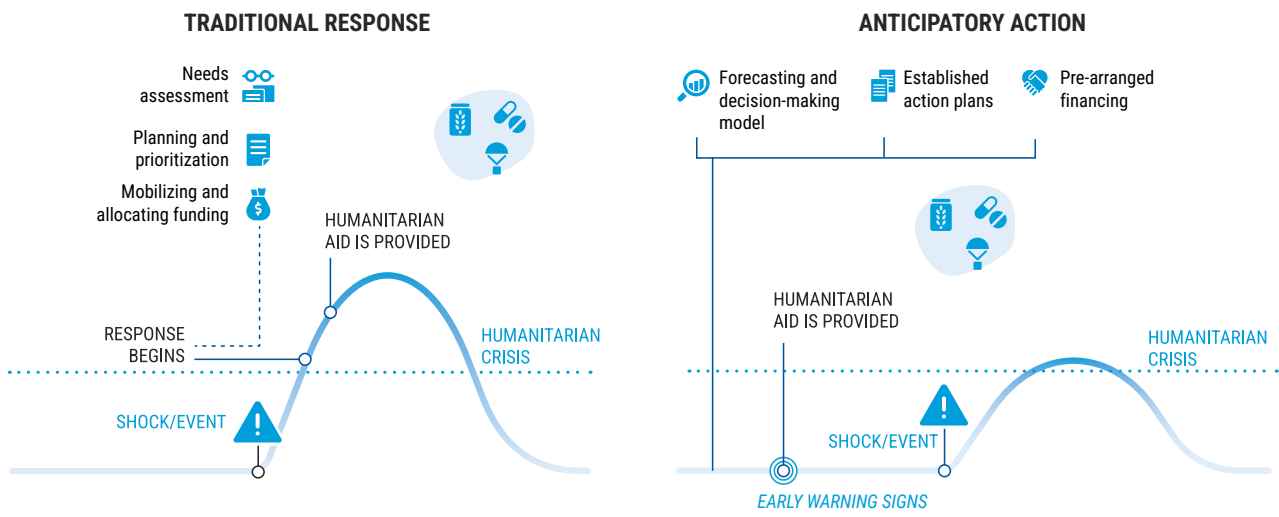 TRADITIONAL RESPONSE
Needs
assessment
Planning and
prioritization
Mobilizing and
allocating funding
$
HUMANITARIAN
AID IS PROVIDED
RESPONSE
BEGINS
HUMANITARIAN
CRISIS
SHOCK/EVENT
!
ANTICIPATORY ACTION
Forecasting and
decision-making
model
Established
action plans
Pre-arranged
financing
HUMANITARIAN
AID IS PROVIDED
HUMANITARIAN
CRISIS
!
SHOCK/EVENT
EARLY WARNING SIGNS